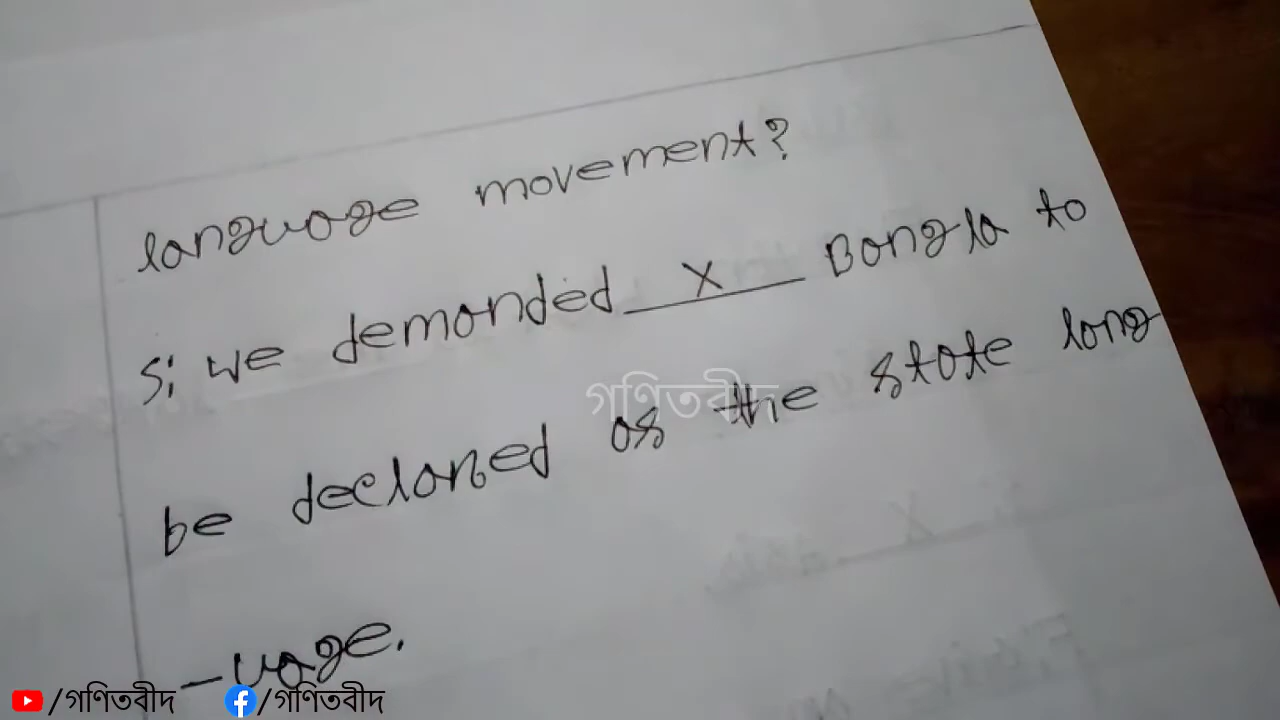 language movement?
S: We demanded x Bangla to
be declared as the state lang
গণিতবীদ
-uage.
/গণিতবীদ /গণিতবীদ